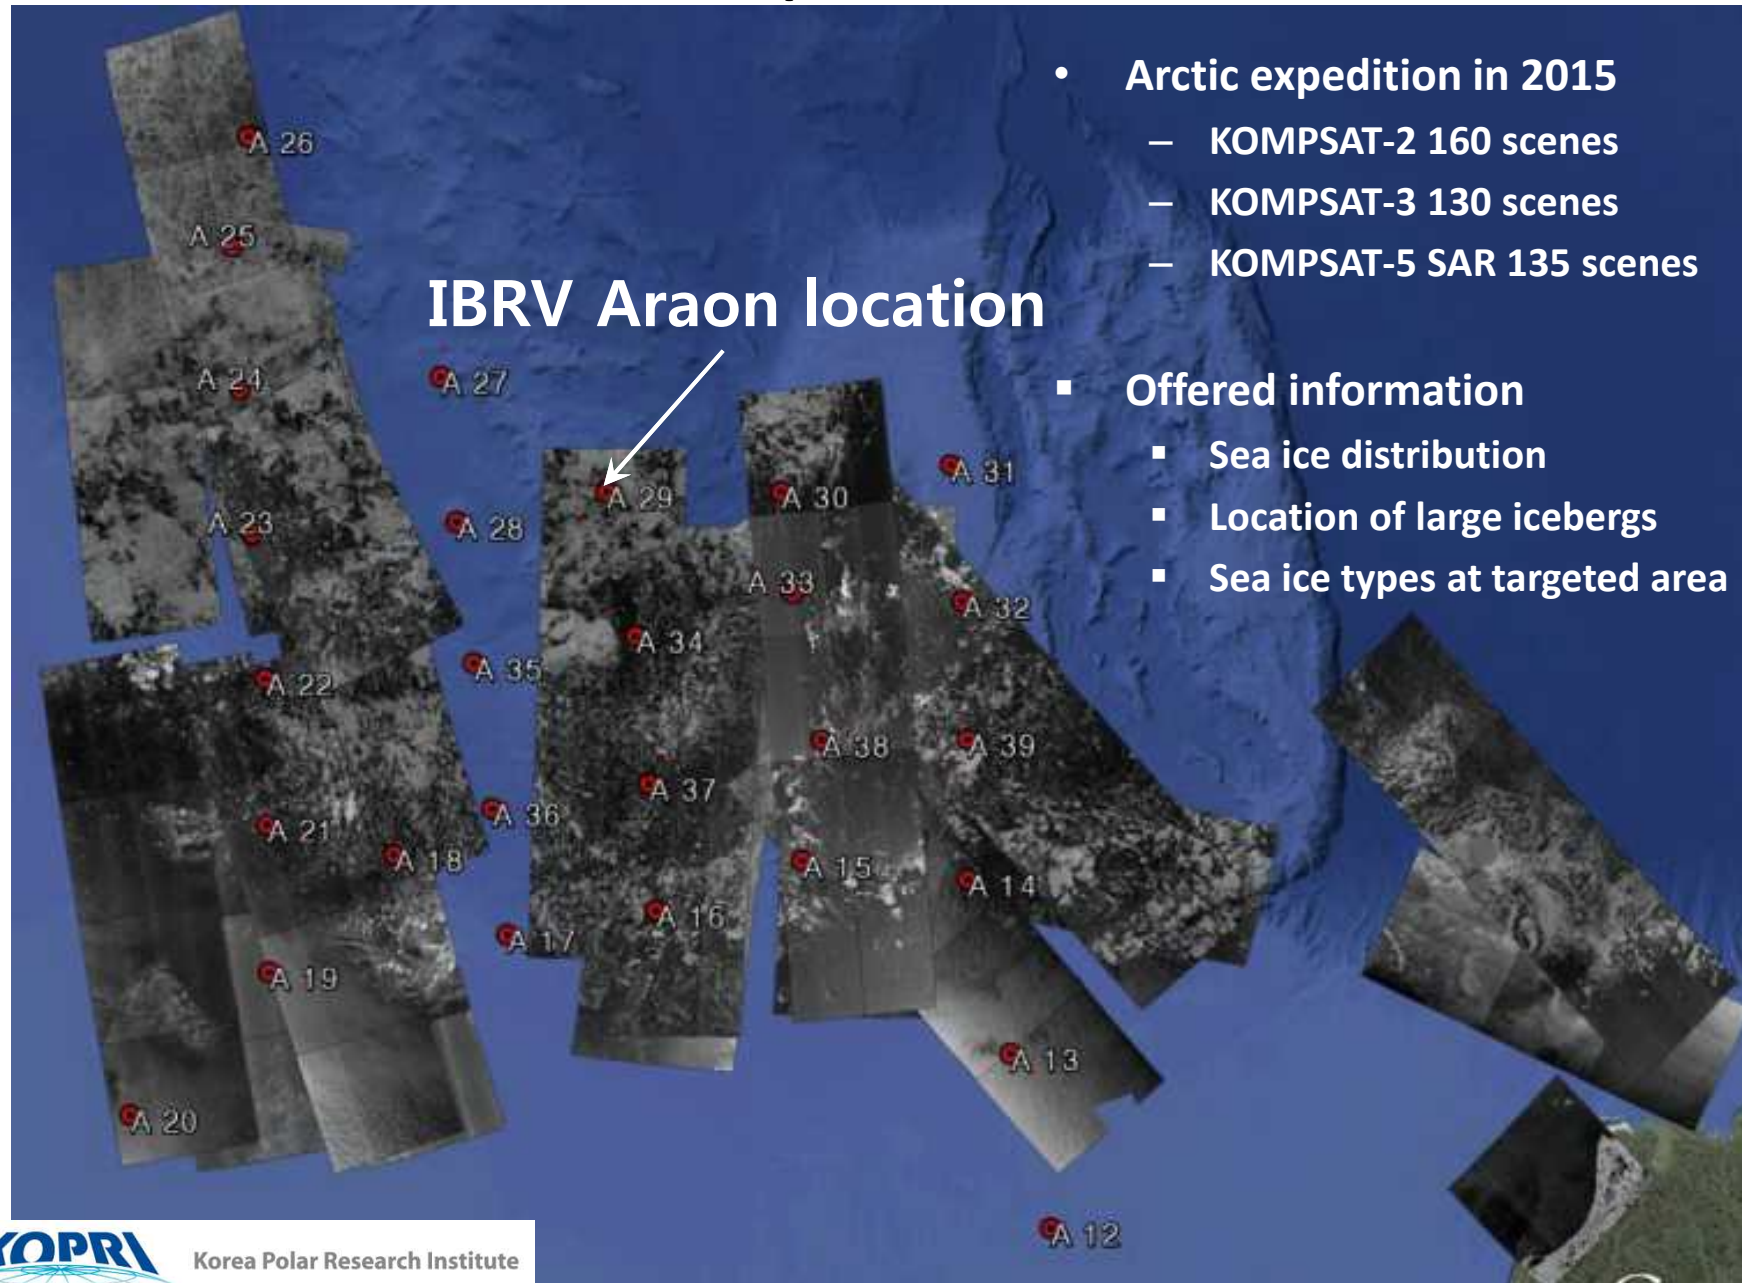 • Arctic expedition in 2015
– KOMPSAT-2 160 scenes
– KOMPSAT-3 130 scenes
– KOMPSAT-5 SAR 135 scenes
IBRV Araon location
▪ Offered information
▪ Sea ice distribution
▪ Location of large icebergs
▪ Sea ice types at targeted area
A 26
A 25
A 24
A 27
A 31
A 29
A 30
A 23
A 28
A 33
A 32
A 34
A 35
A 22
A 38
A 39
A 37
A 36
A 21
A 18
A 15
A 14
A 16
A 17
A 19
A 13
A 20
A 12
KOPRI
Korea Polar Research Institute